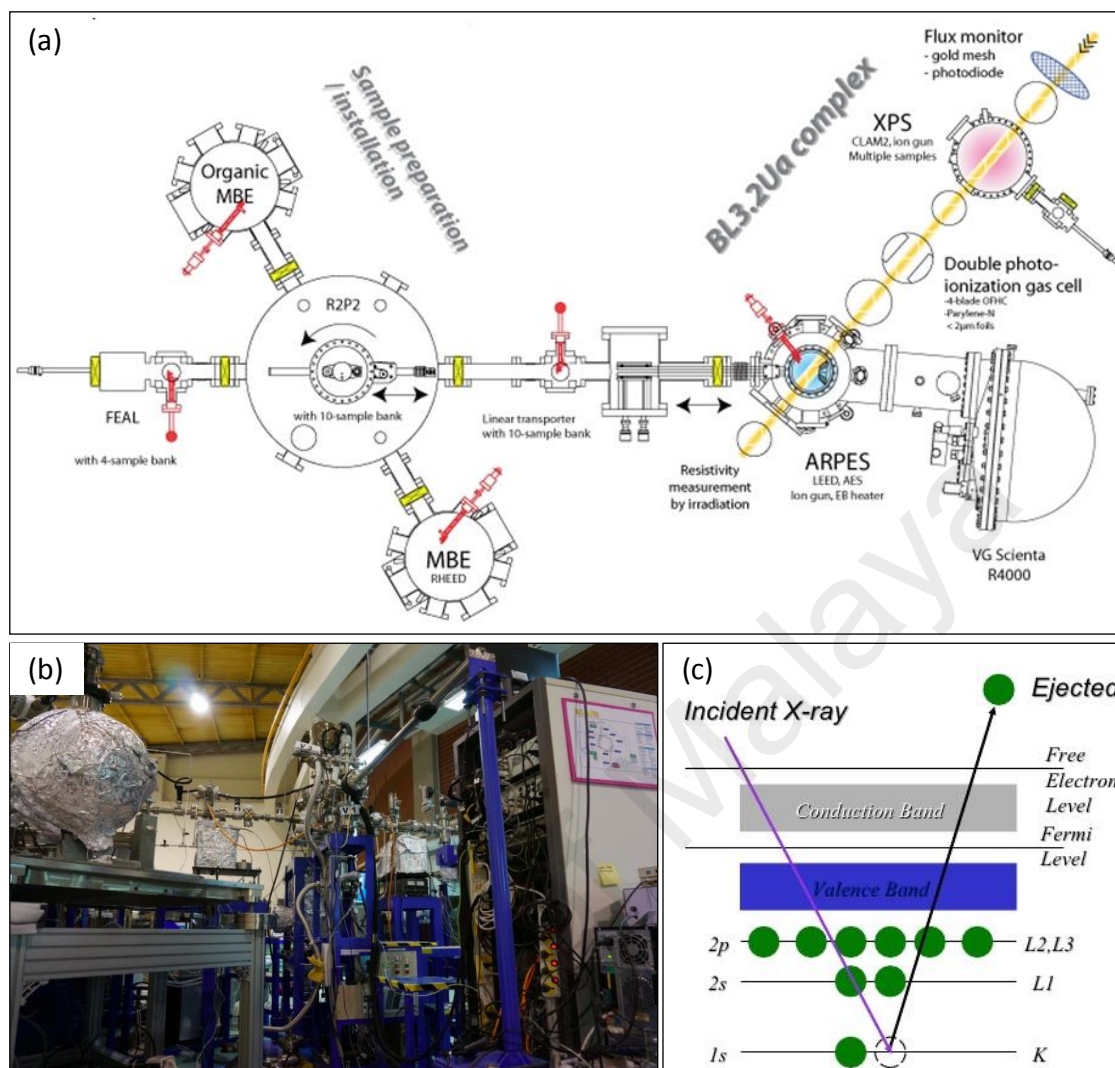 (a)
Flux monitor
- gold mesh
- photodiode
XPS
CLAM2, ion gun
Multiple samples
BL3.2Ua complex
Sample preparation
/ installation
Organic
MBE
R2P2
Double photo-
ionization gas cell
-4-blade OFHC
-Parylene-N
< 2µm foils
FEAL
with 4-sample bank
with 10-sample bank
Linear transporter
with 10-sample bank
Resistivity
measurement
by irradiation
ARPES
LEED, AES
Ion gun, EB heater
MBE
RHEED
VG Scienta
R4000
Malaya
(b)
(c)
Incident X-ray
Ejected
Free
Electron
Level
Conduction Band
Fermi
Level
Valence Band
2p
L2,L3
2s
L1
1s
K